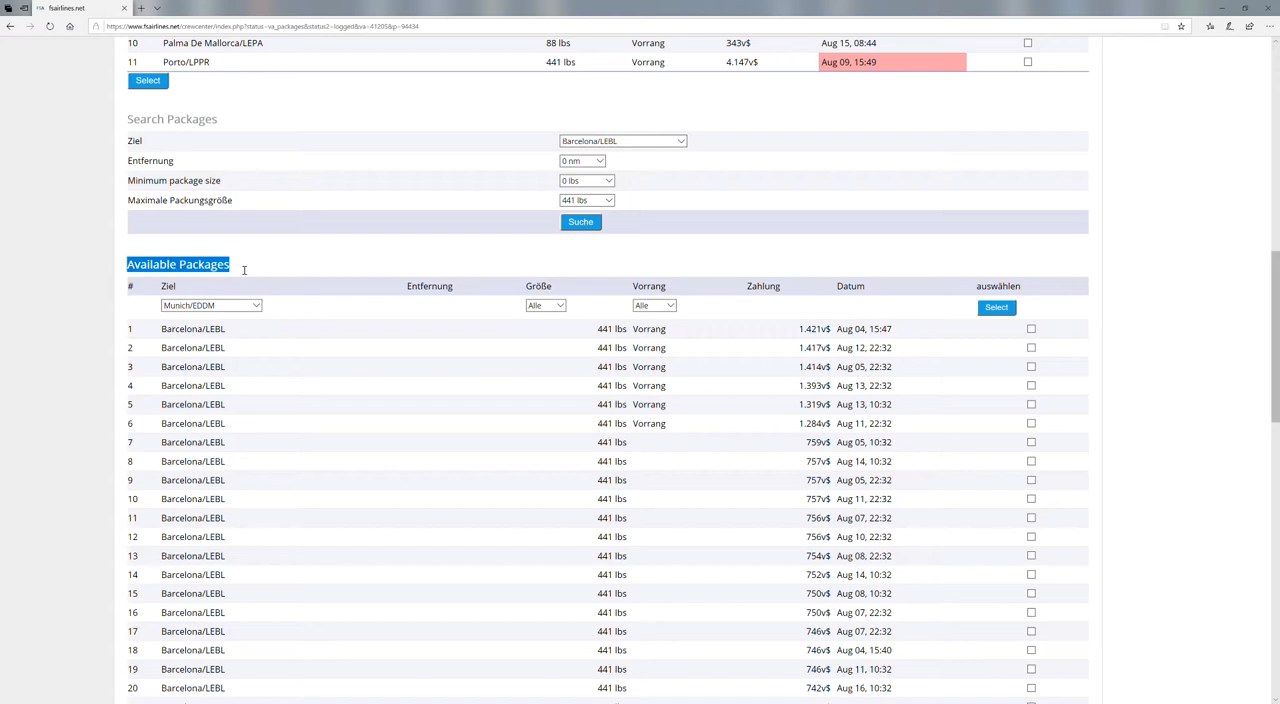 fsairlines.net
https://www.fsairlines.net/crewcenter/index.php?status=va_packages&status2=logged&va=41205&p=94434
10 Palma De Mallorca/LEPA 88 lbs Vorrang 343v$ Aug 15, 08:44
11 Porto/LPPR 441 lbs Vorrang 4.147v$ Aug 09, 15:49
Select
Search Packages
Ziel Barcelona/LEBL
Entfernung 0 nm
Minimum package size 0 lbs
Maximale Packungsgröße 441 lbs
Suche
Available Packages
# Ziel Entfernung Größe Vorrang Zahlung Datum auswählen
Munich/EDDM Alle Alle Select
1 Barcelona/LEBL 441 lbs Vorrang 1.421v$ Aug 04, 15:47
2 Barcelona/LEBL 441 lbs Vorrang 1.417v$ Aug 12, 22:32
3 Barcelona/LEBL 441 lbs Vorrang 1.414v$ Aug 05, 22:32
4 Barcelona/LEBL 441 lbs Vorrang 1.393v$ Aug 13, 22:32
5 Barcelona/LEBL 441 lbs Vorrang 1.319v$ Aug 13, 10:32
6 Barcelona/LEBL 441 lbs Vorrang 1.284v$ Aug 11, 22:32
7 Barcelona/LEBL 441 lbs 759v$ Aug 05, 10:32
8 Barcelona/LEBL 441 lbs 757v$ Aug 14, 10:32
9 Barcelona/LEBL 441 lbs 757v$ Aug 05, 22:32
10 Barcelona/LEBL 441 lbs 757v$ Aug 11, 22:32
11 Barcelona/LEBL 441 lbs 756v$ Aug 07, 22:32
12 Barcelona/LEBL 441 lbs 756v$ Aug 10, 22:32
13 Barcelona/LEBL 441 lbs 754v$ Aug 08, 22:32
14 Barcelona/LEBL 441 lbs 752v$ Aug 14, 10:32
15 Barcelona/LEBL 441 lbs 750v$ Aug 08, 10:32
16 Barcelona/LEBL 441 lbs 750v$ Aug 07, 22:32
17 Barcelona/LEBL 441 lbs 746v$ Aug 07, 22:32
18 Barcelona/LEBL 441 lbs 746v$ Aug 04, 15:40
19 Barcelona/LEBL 441 lbs 746v$ Aug 11, 10:32
20 Barcelona/LEBL 441 lbs 742v$ Aug 16, 10:32